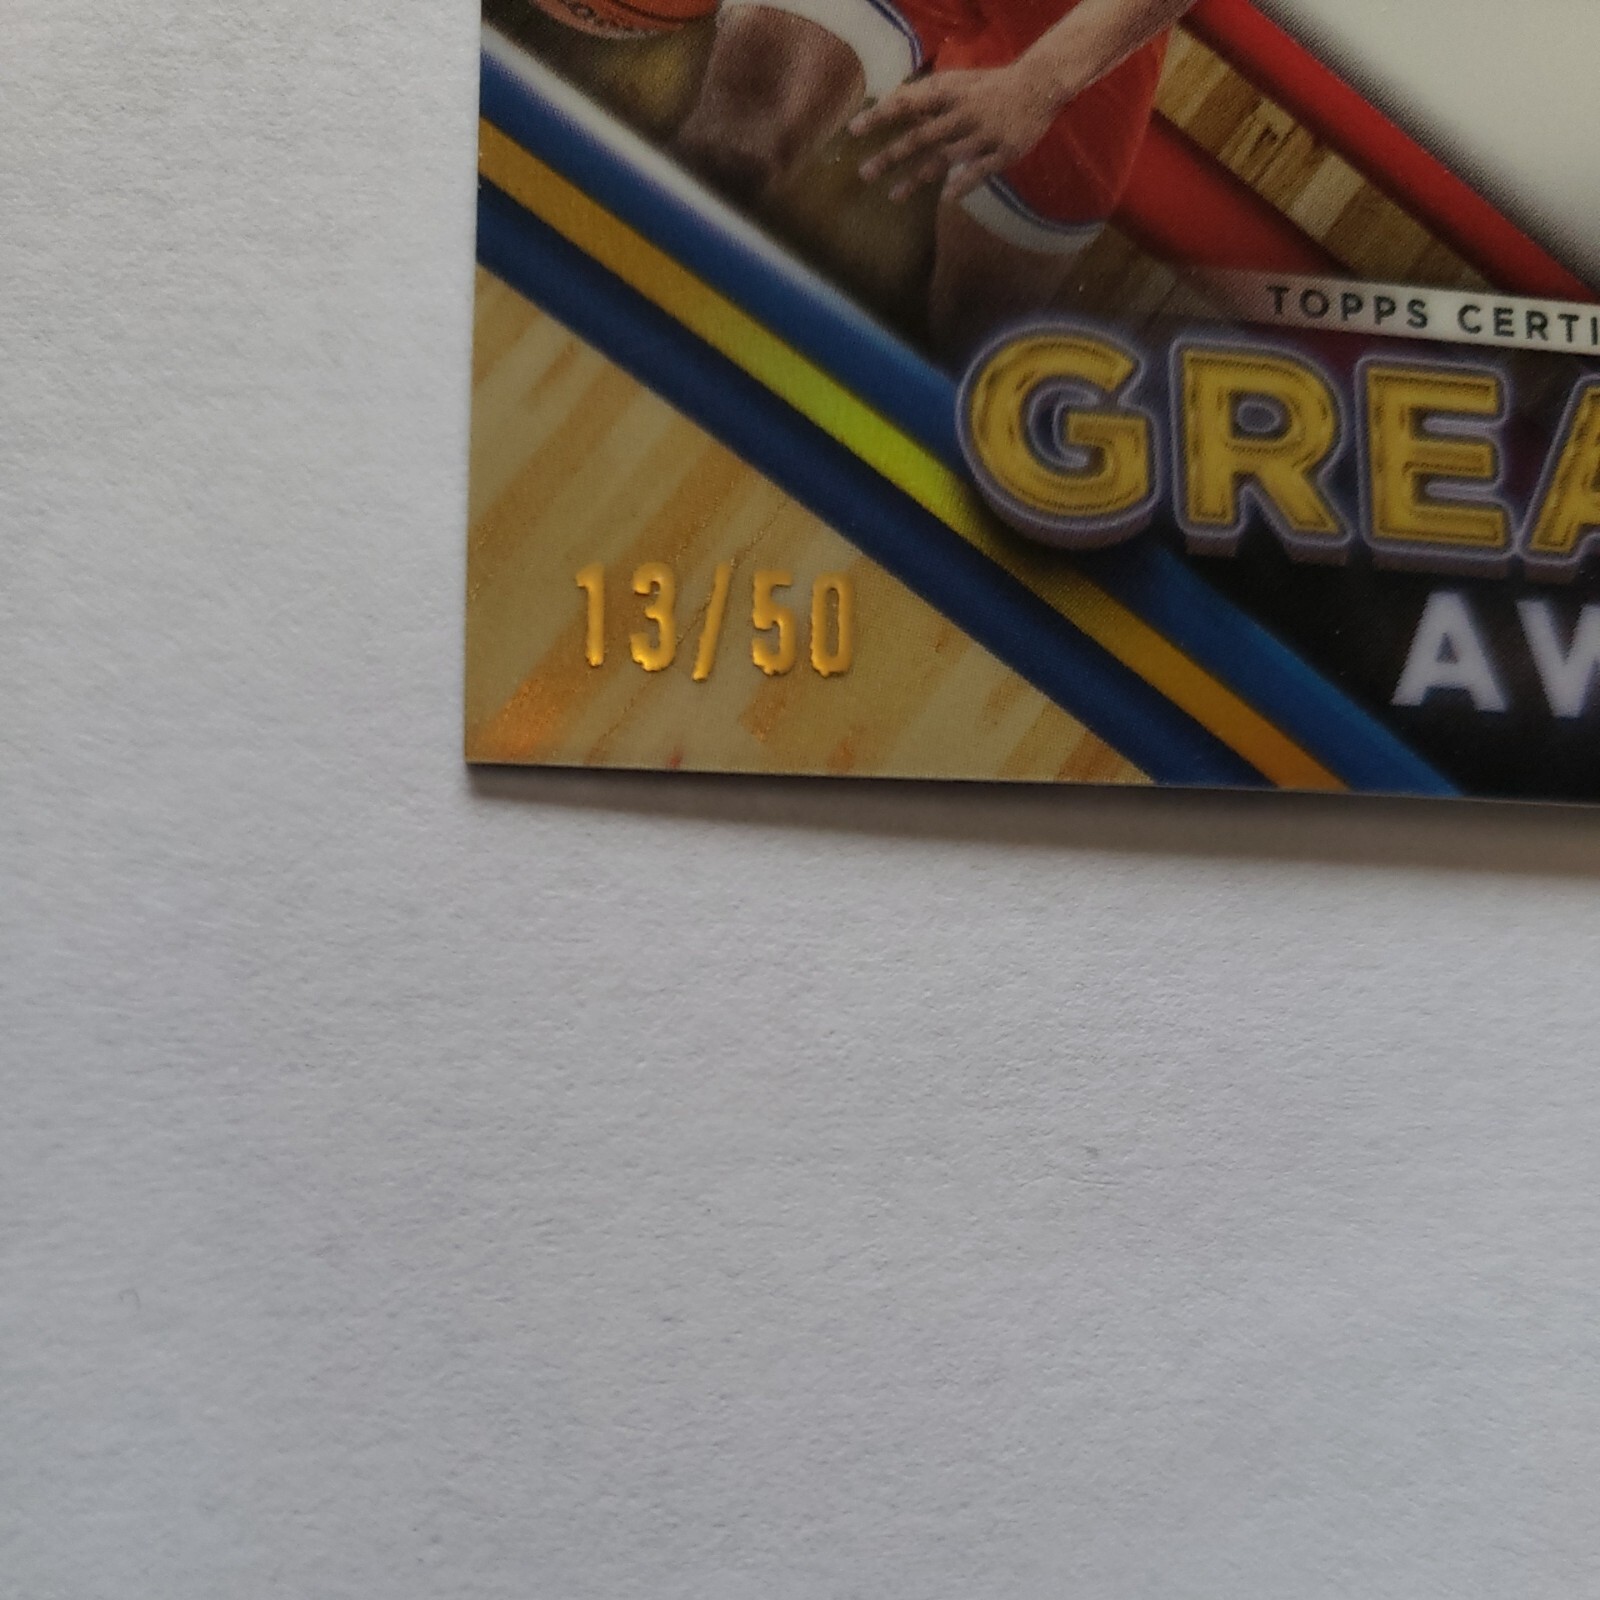 TOPPS CERTI
GREA
AW
13/50